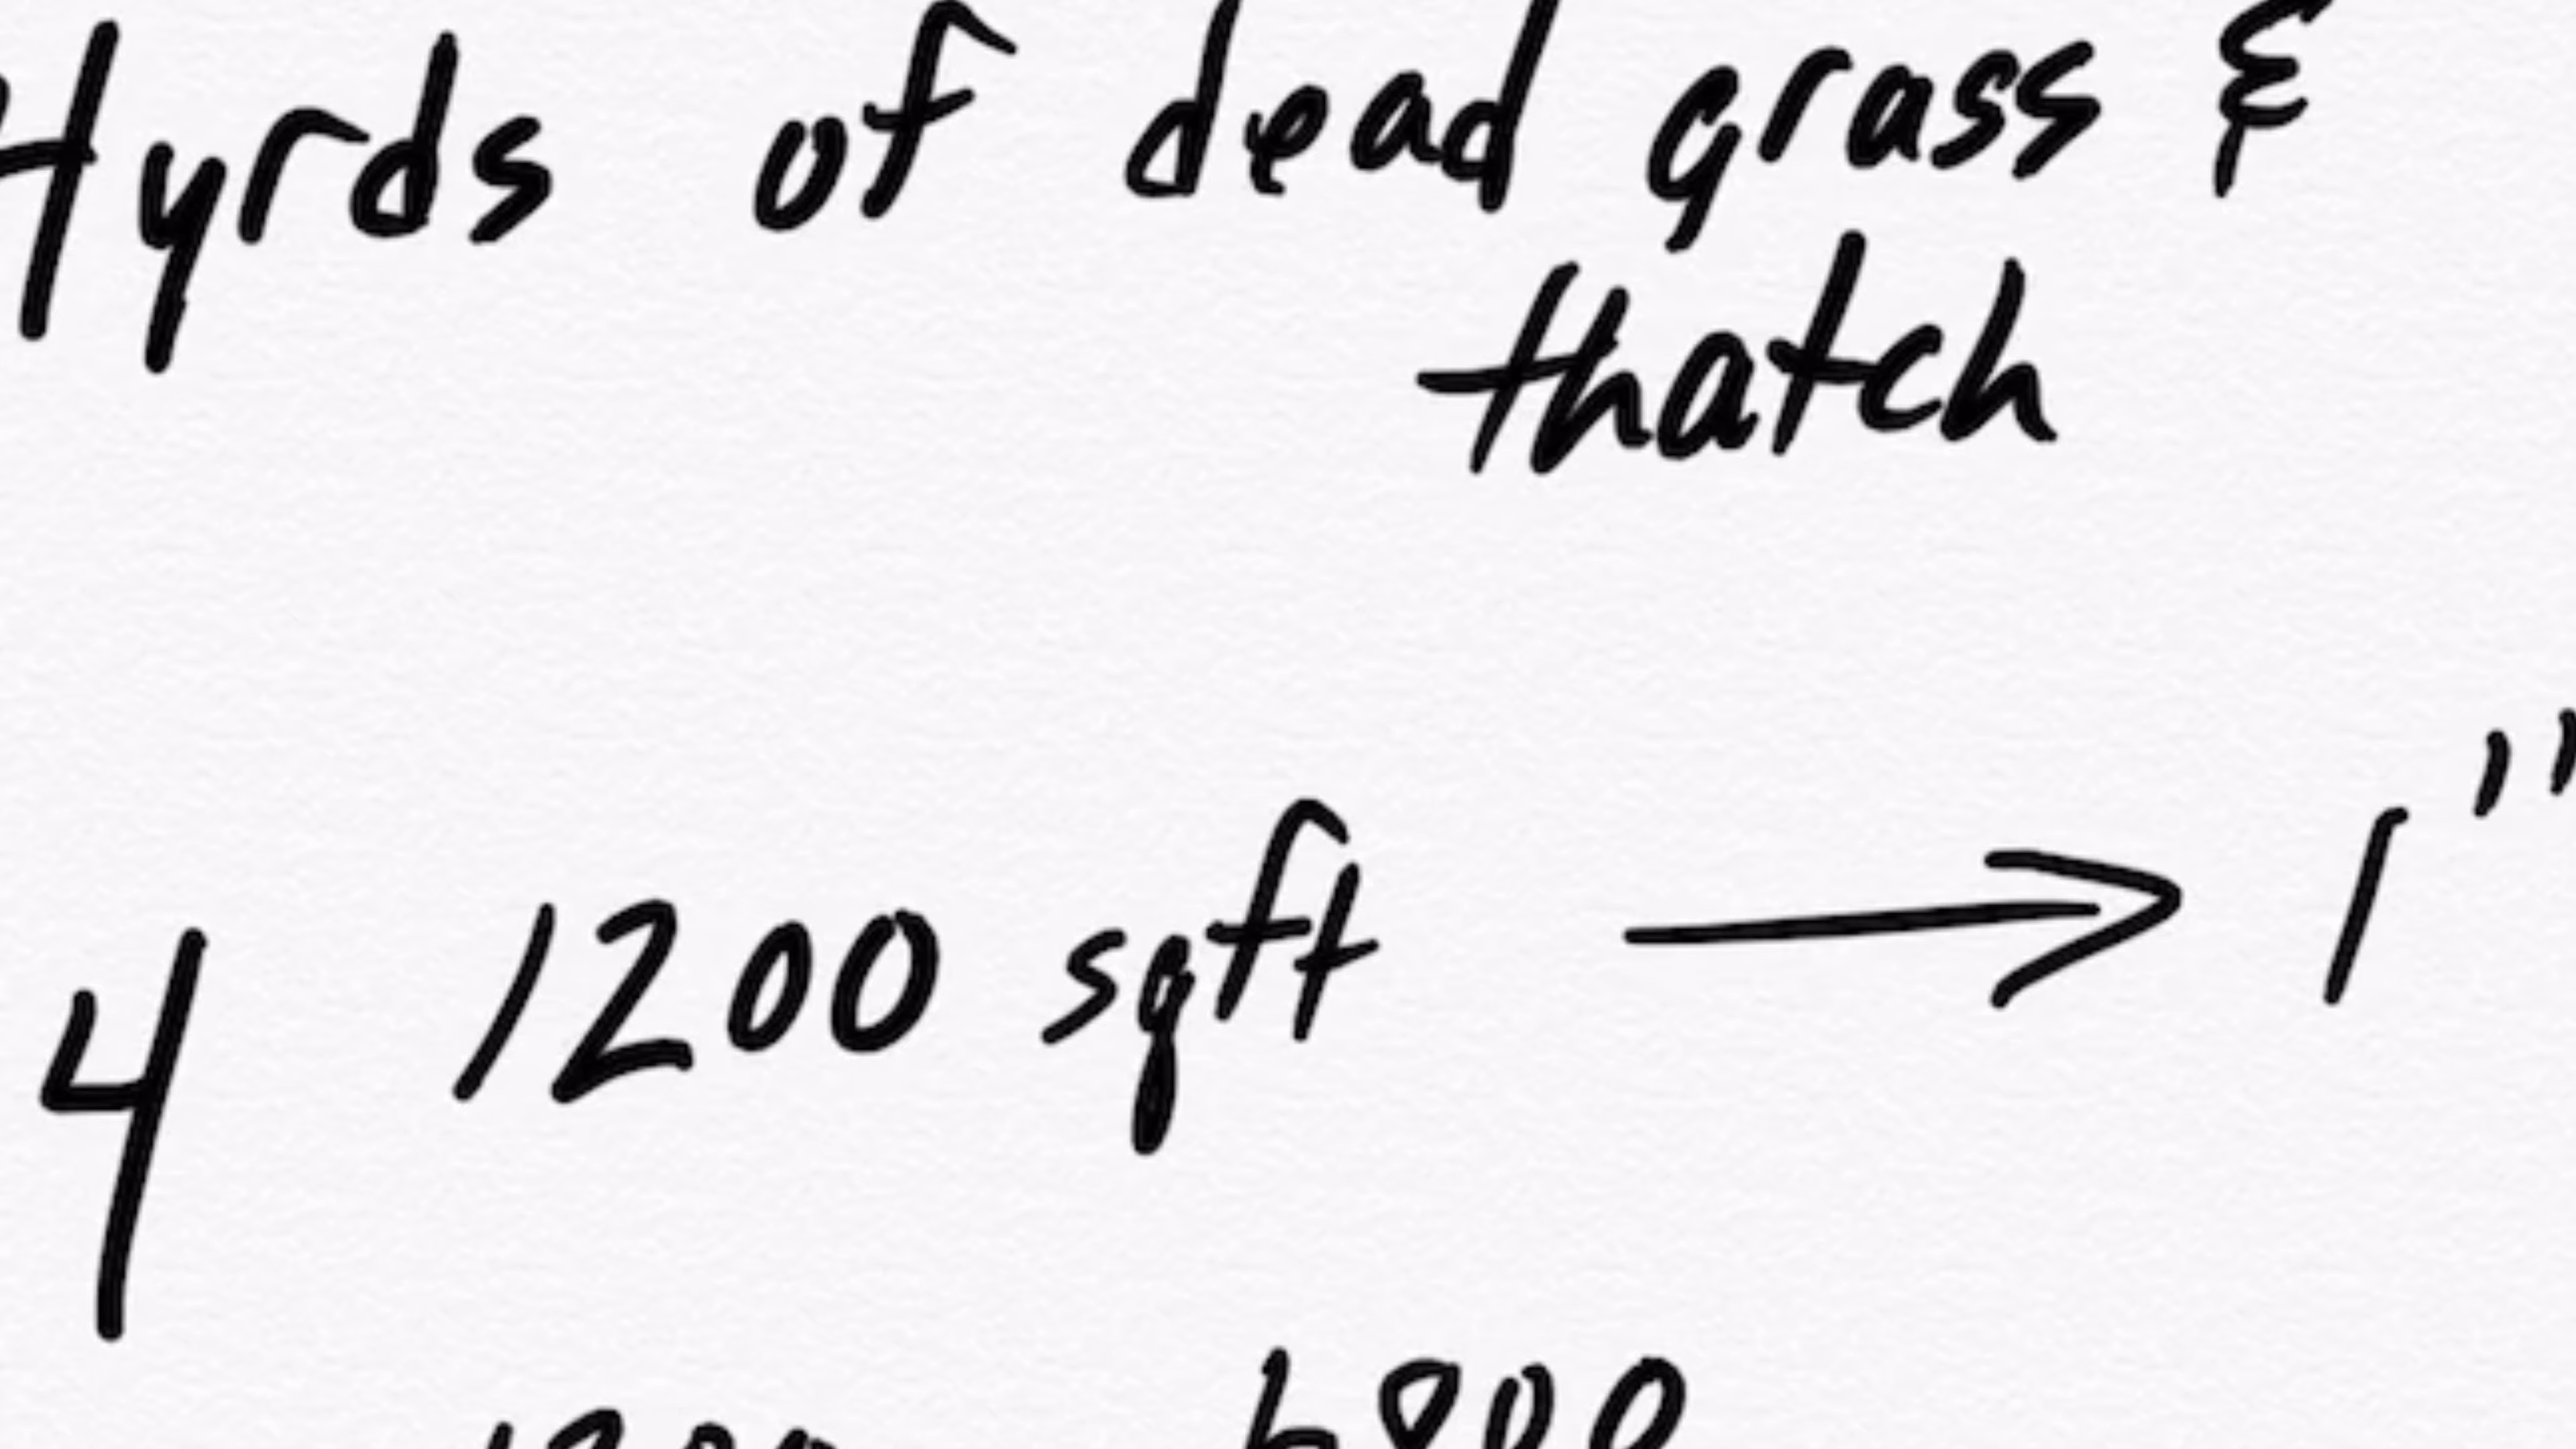 4yrds of dead grass &
thatch
1"
4 1200 sqft →